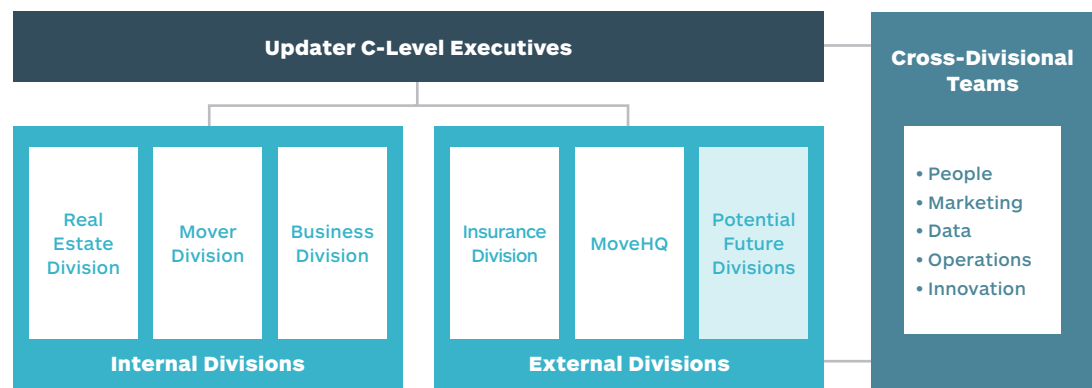 Updater C-Level Executives
Real
Estate
Division
Mover
Division
Business
Division
Internal Divisions
Insurance
Division
MoveHQ
Potential
Future
Divisions
External Divisions
Cross-Divisional
Teams
• People
• Marketing
• Data
• Operations
• Innovation